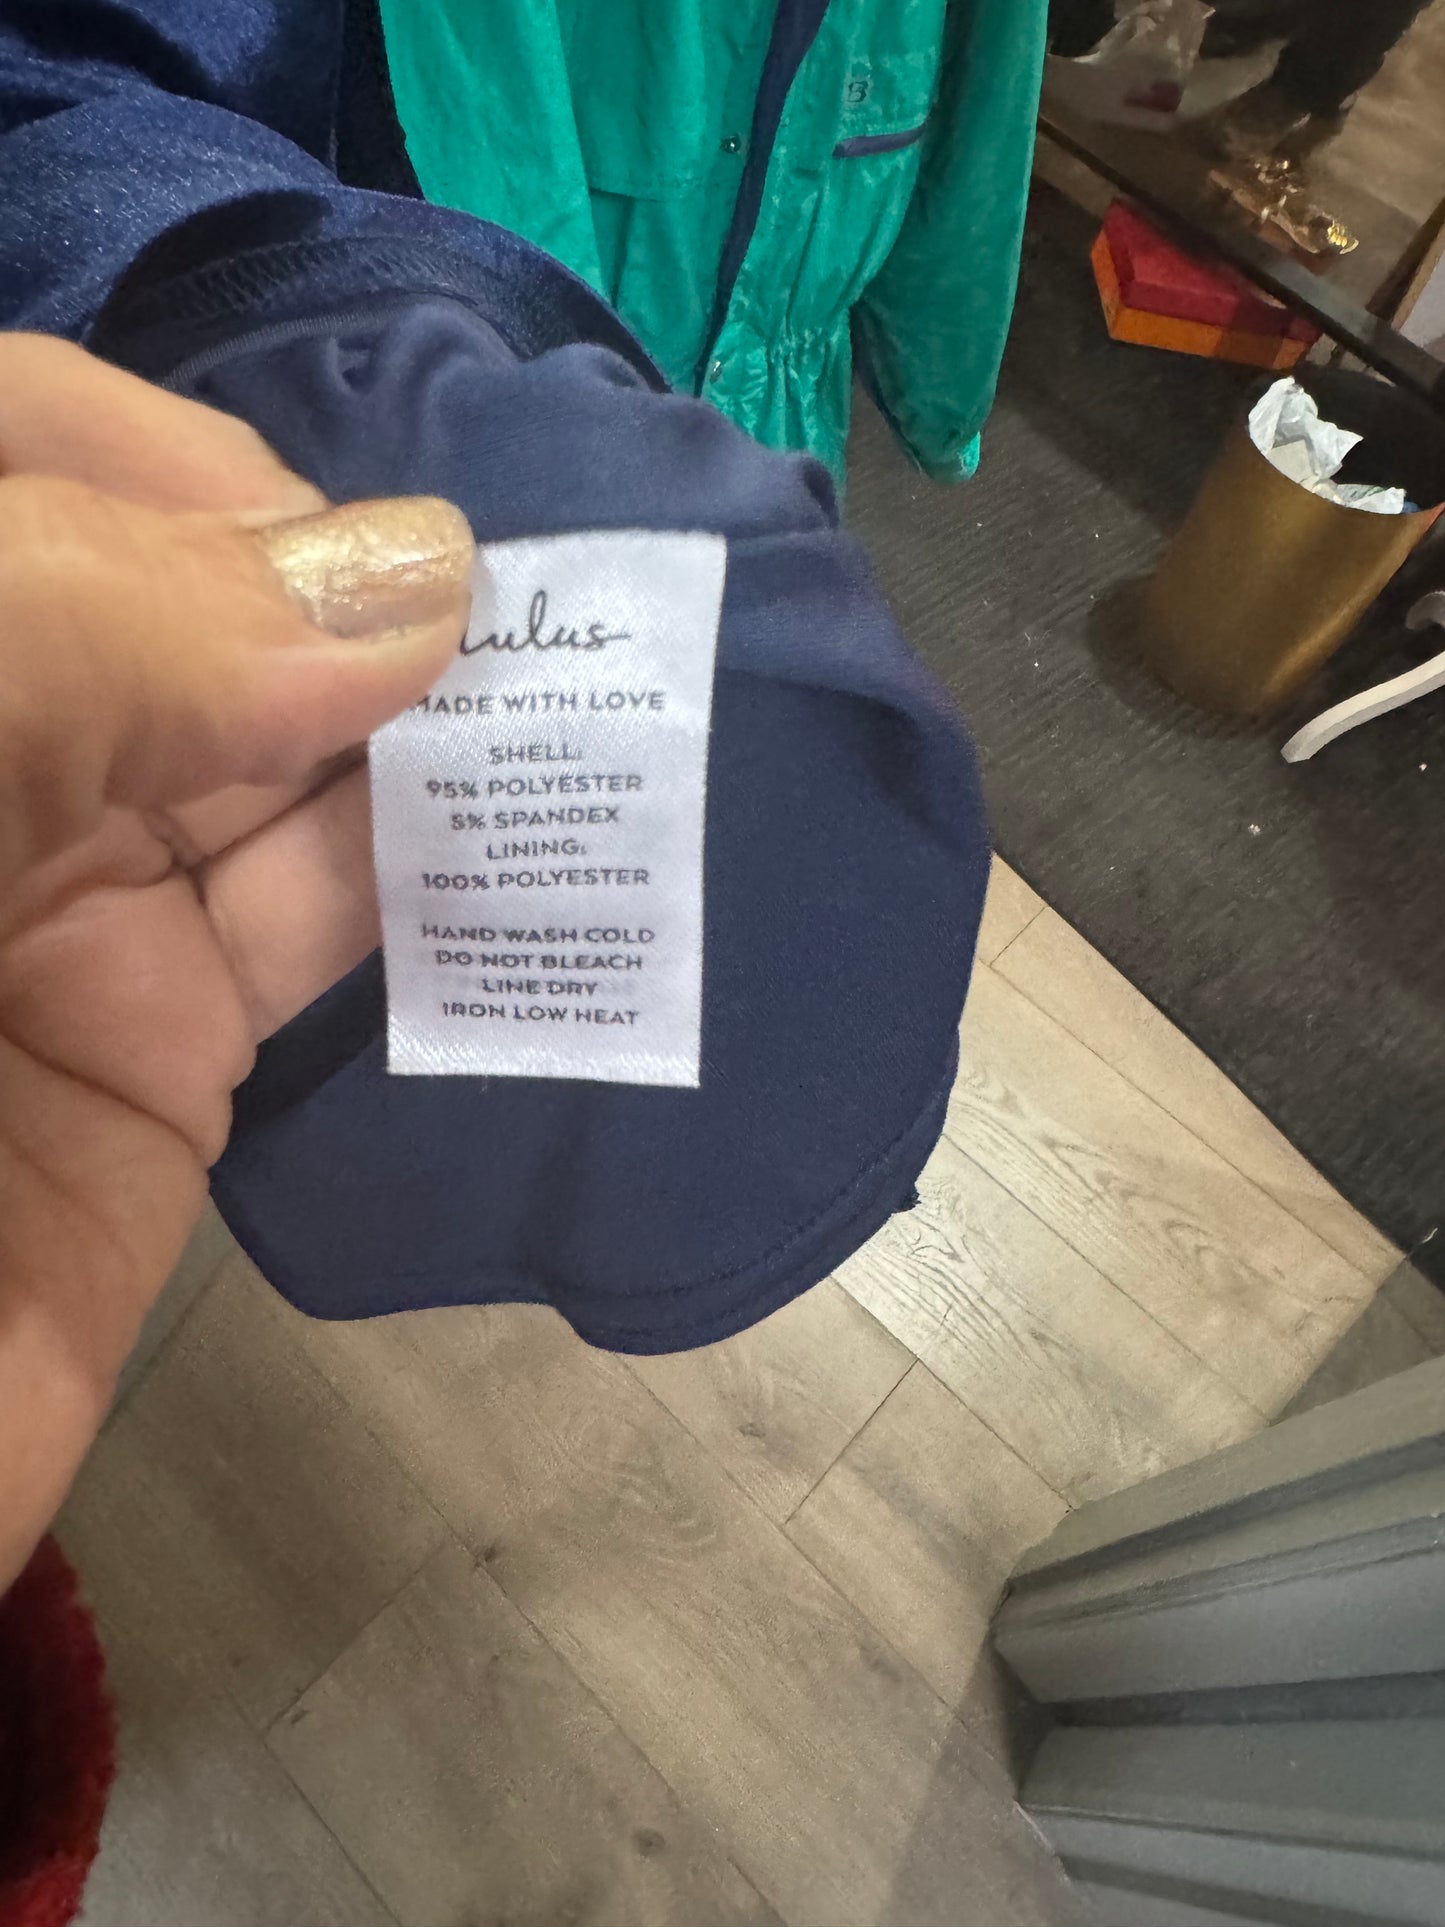 ulus
MADE WITH LOVE
SHELL:
95% POLYESTER
5% SPANDEX
LINING:
100% POLYESTER
HAND WASH COLD
DO NOT BLEACH
LINE DRY
IRON LOW HEAT
B